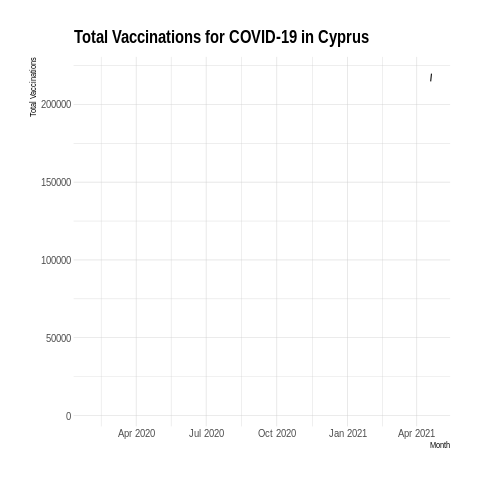 Total Vaccinations for COVID-19 in Cyprus
Total Vaccinations
200000
150000
100000
50000
0
Apr 2020 Jul 2020 Oct 2020 Jan 2021 Apr 2021
Month